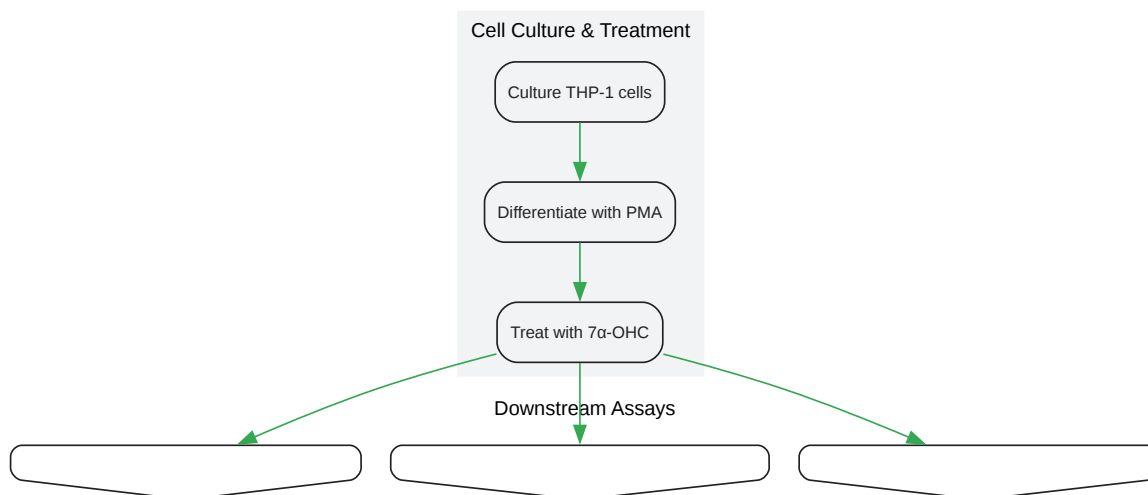 Cell Culture & Treatment
Culture THP-1 cells
Differentiate with PMA
Treat with 7α-OHC
Downstream Assays